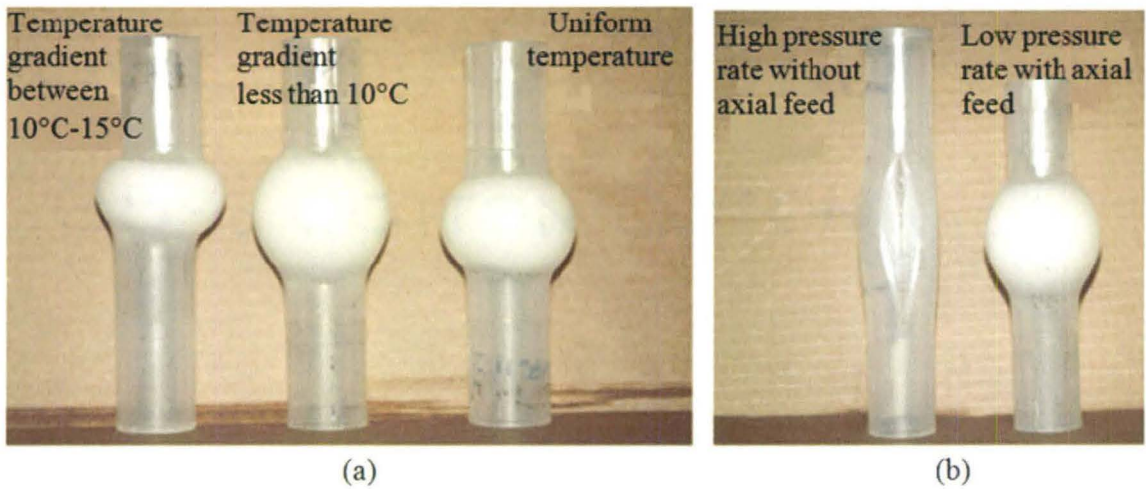 Temperature
gradient
between
10°C-15°C
Temperature
gradient
less than 10°C
Uniform
temperature
High pressure
rate without
axial feed
Low pressure
rate with axial
feed
(a)
(b)